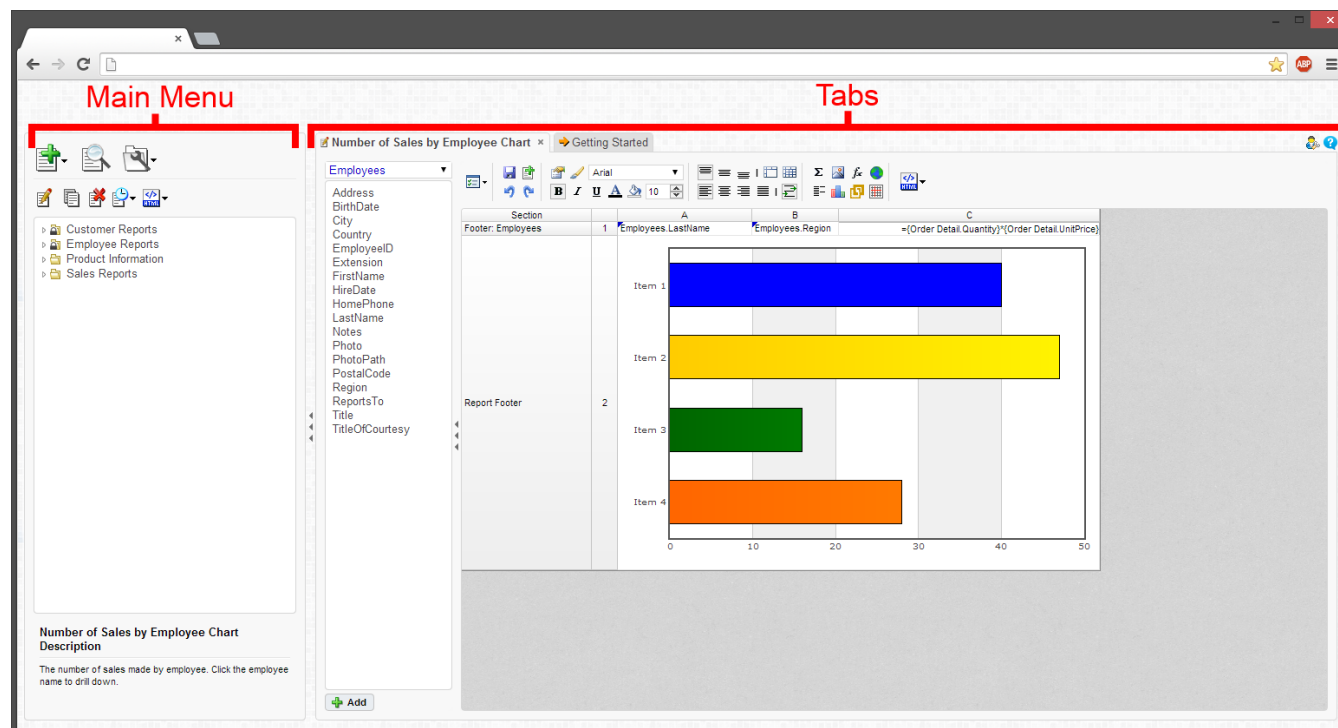 Main Menu
Tabs
Number of Sales by Employee Chart
Getting Started
Customer Reports
Employee Reports
Product Information
Sales Reports
Number of Sales by Employee Chart
Description
The number of sales made by employee. Click the employee
name to drill down.
Employees
Address
BirthDate
City
Country
EmployeeID
Extension
FirstName
HireDate
HomePhone
LastName
Notes
Photo
PhotoPath
PostalCode
Region
ReportsTo
Title
TitleOfCourtesy
Add
Arial
B I U A 10
Σ fx
</>
HTML
</>
HTML
ABP
Section A B C
Footer: Employees 1 Employees.LastName Employees.Region ={Order Detail.Quantity}*{Order Detail.UnitPrice}
Report Footer 2
Item 1
Item 2
Item 3
Item 4
0 10 20 30 40 50